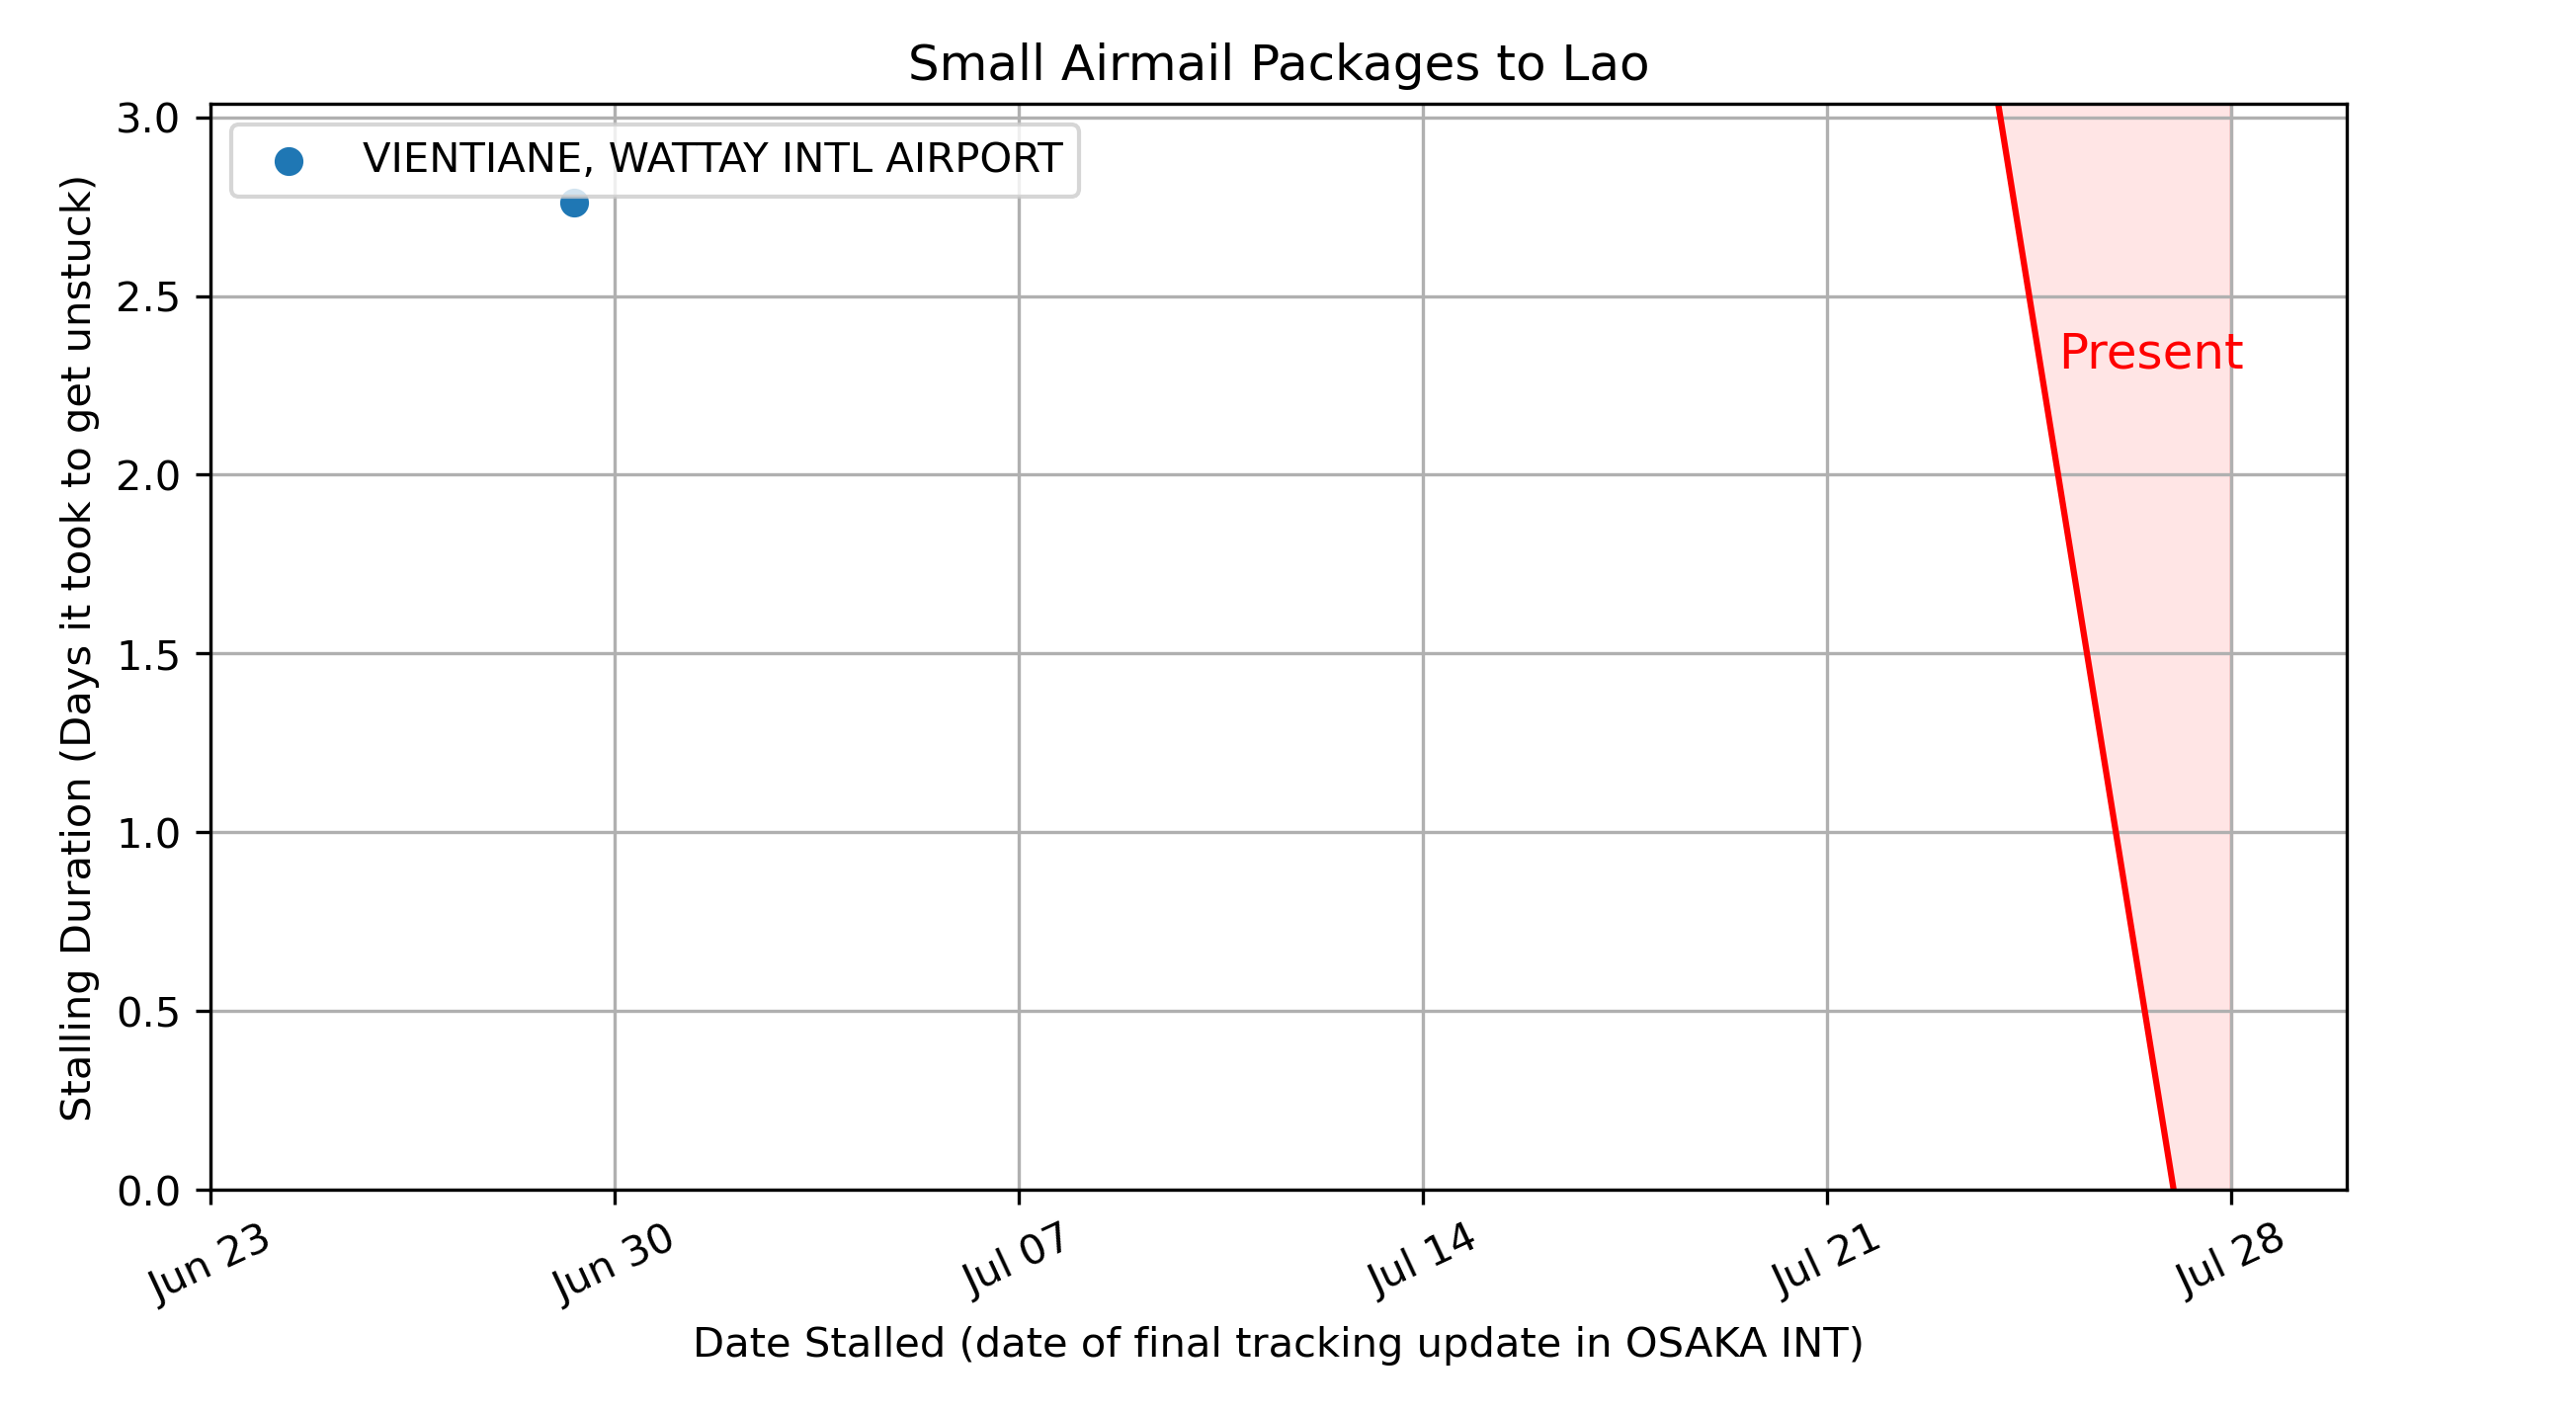 Small Airmail Packages to Lao
3.0
VIENTIANE, WATTAY INTL AIRPORT
2.5
Present
2.0
1.5
1.0
0.5
0.0
Stalling Duration (Days it took to get unstuck)
Jun 23
Jun 30
Jul 07
Jul 14
Jul 21
Jul 28
Date Stalled (date of final tracking update in OSAKA INT)